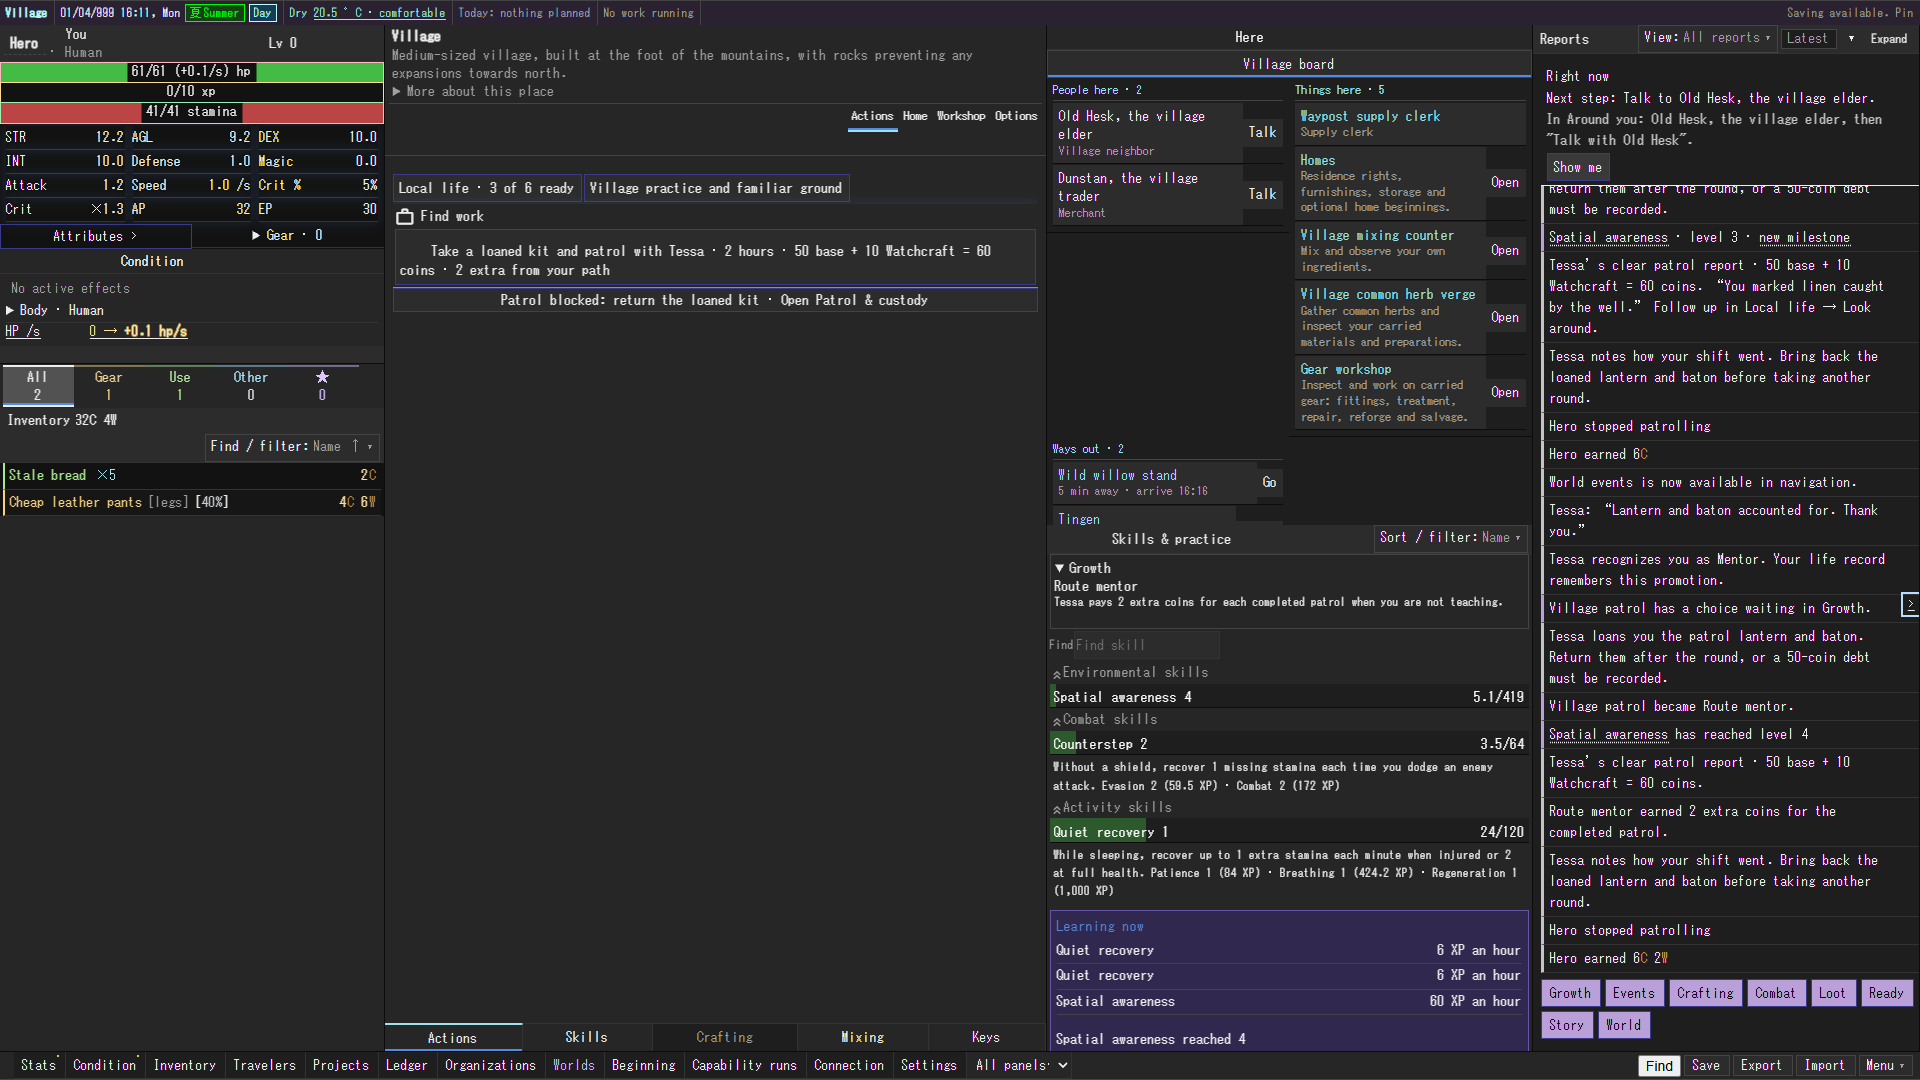 Village 01/04/999 16:11, Mon 夏Summer Day Dry 20.5 ° C · comfortable Today: nothing planned No work running Saving available. Pin
Hero · You Human Lv 0
61/61 (+0.1/s) hp
0/10 xp
41/41 stamina
STR 12.2 AGL 9.2 DEX 10.0
INT 10.0 Defense 1.0 Magic 0.0
Attack 1.2 Speed 1.0 /s Crit % 5%
Crit ×1.3 AP 32 EP 30
Attributes > ▶ Gear · 0
Condition
No active effects
▶ Body · Human
HP /s 0 → +0.1 hp/s
All 2 Gear 1 Use 1 Other 0 ★ 0
Inventory 32C 4W
Find / filter: Name ↑ ▾
Stale bread ×5 2C
Cheap leather pants [legs] [40%] 4C 6W
Village
Medium-sized village, built at the foot of the mountains, with rocks preventing any
expansions towards north.
▶ More about this place
Actions Home Workshop Options
Local life · 3 of 6 ready Village practice and familiar ground
Find work
Take a loaned kit and patrol with Tessa · 2 hours · 50 base + 10 Watchcraft = 60
coins · 2 extra from your path
Patrol blocked: return the loaned kit · Open Patrol & custody
Actions Skills Crafting Mixing Keys
Here
Village board
People here · 2
Old Hesk, the village
elder
Village neighbor
Talk
Dunstan, the village
trader
Merchant
Talk
Things here · 5
Waypost supply clerk
Supply clerk
Homes
Residence rights,
furnishings, storage and
optional home beginnings.
Open
Village mixing counter
Mix and observe your own
ingredients.
Open
Village common herb verge
Gather common herbs and
inspect your carried
materials and preparations.
Open
Gear workshop
Inspect and work on carried
gear: fittings, treatment,
repair, reforge and salvage.
Open
Ways out · 2
Wild willow stand
5 min away · arrive 16:16
Go
Tingen
Skills & practice Sort / filter: Name ▾
▼ Growth
Route mentor
Tessa pays 2 extra coins for each completed patrol when you are not teaching.
Find Find skill
Environmental skills
Spatial awareness 4 5.1/419
Combat skills
Counterstep 2 3.5/64
Without a shield, recover 1 missing stamina each time you dodge an enemy
attack. Evasion 2 (59.5 XP) · Combat 2 (172 XP)
Activity skills
Quiet recovery 1 24/120
While sleeping, recover up to 1 extra stamina each minute when injured or 2
at full health. Patience 1 (84 XP) · Breathing 1 (424.2 XP) · Regeneration 1
(1,000 XP)
Learning now
Quiet recovery 6 XP an hour
Quiet recovery 6 XP an hour
Spatial awareness 60 XP an hour
Spatial awareness reached 4
Reports View: All reports ▾ Latest ▾ Expand
Right now
Next step: Talk to Old Hesk, the village elder.
In Around you: Old Hesk, the village elder, then
"Talk with Old Hesk".
Show me
Return them after the round, or a 50-coin debt
must be recorded.
Spatial awareness · level 3 · new milestone
Tessa's clear patrol report · 50 base + 10
Watchcraft = 60 coins. “You marked linen caught
by the well.” Follow up in Local life → Look
around.
Tessa notes how your shift went. Bring back the
loaned lantern and baton before taking another
round.
Hero stopped patrolling
Hero earned 6C
World events is now available in navigation.
Tessa: “Lantern and baton accounted for. Thank
you.”
Tessa recognizes you as Mentor. Your life record
remembers this promotion.
Village patrol has a choice waiting in Growth.
Tessa loans you the patrol lantern and baton.
Return them after the round, or a 50-coin debt
must be recorded.
Village patrol became Route mentor.
Spatial awareness has reached level 4
Tessa's clear patrol report · 50 base + 10
Watchcraft = 60 coins.
Route mentor earned 2 extra coins for the
completed patrol.
Tessa notes how your shift went. Bring back the
loaned lantern and baton before taking another
round.
Hero stopped patrolling
Hero earned 6C 2W
Growth Events Crafting Combat Loot Ready
Story World
Stats Condition Inventory Travelers Projects Ledger Organizations Worlds Beginning Capability runs Connection Settings All panels Find Save Export Import Menu